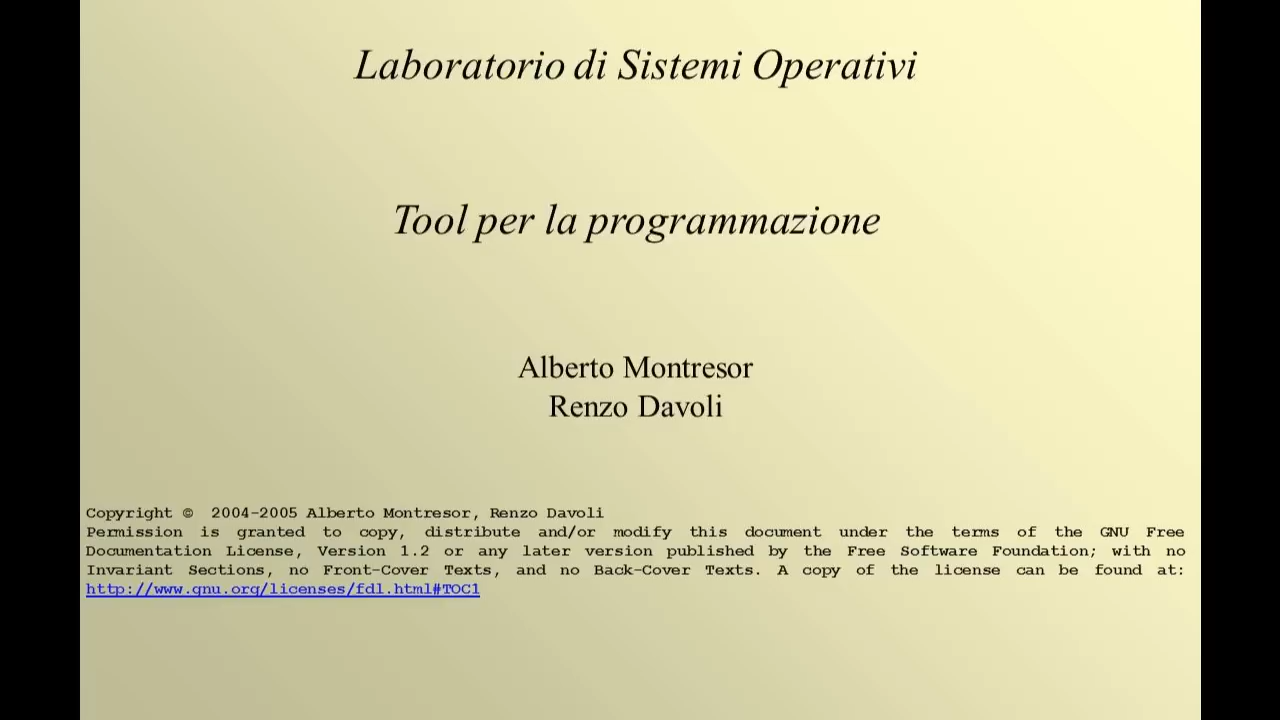 Laboratorio di Sistemi Operativi
Tool per la programmazione
Alberto Montresor
Renzo Davoli
Copyright © 2004-2005 Alberto Montresor, Renzo Davoli
Permission is granted to copy, distribute and/or modify this document under the terms of the GNU Free
Documentation License, Version 1.2 or any later version published by the Free Software Foundation; with no
Invariant Sections, no Front-Cover Texts, and no Back-Cover Texts. A copy of the license can be found at:
http://www.gnu.org/licenses/fdl.html#TOC1